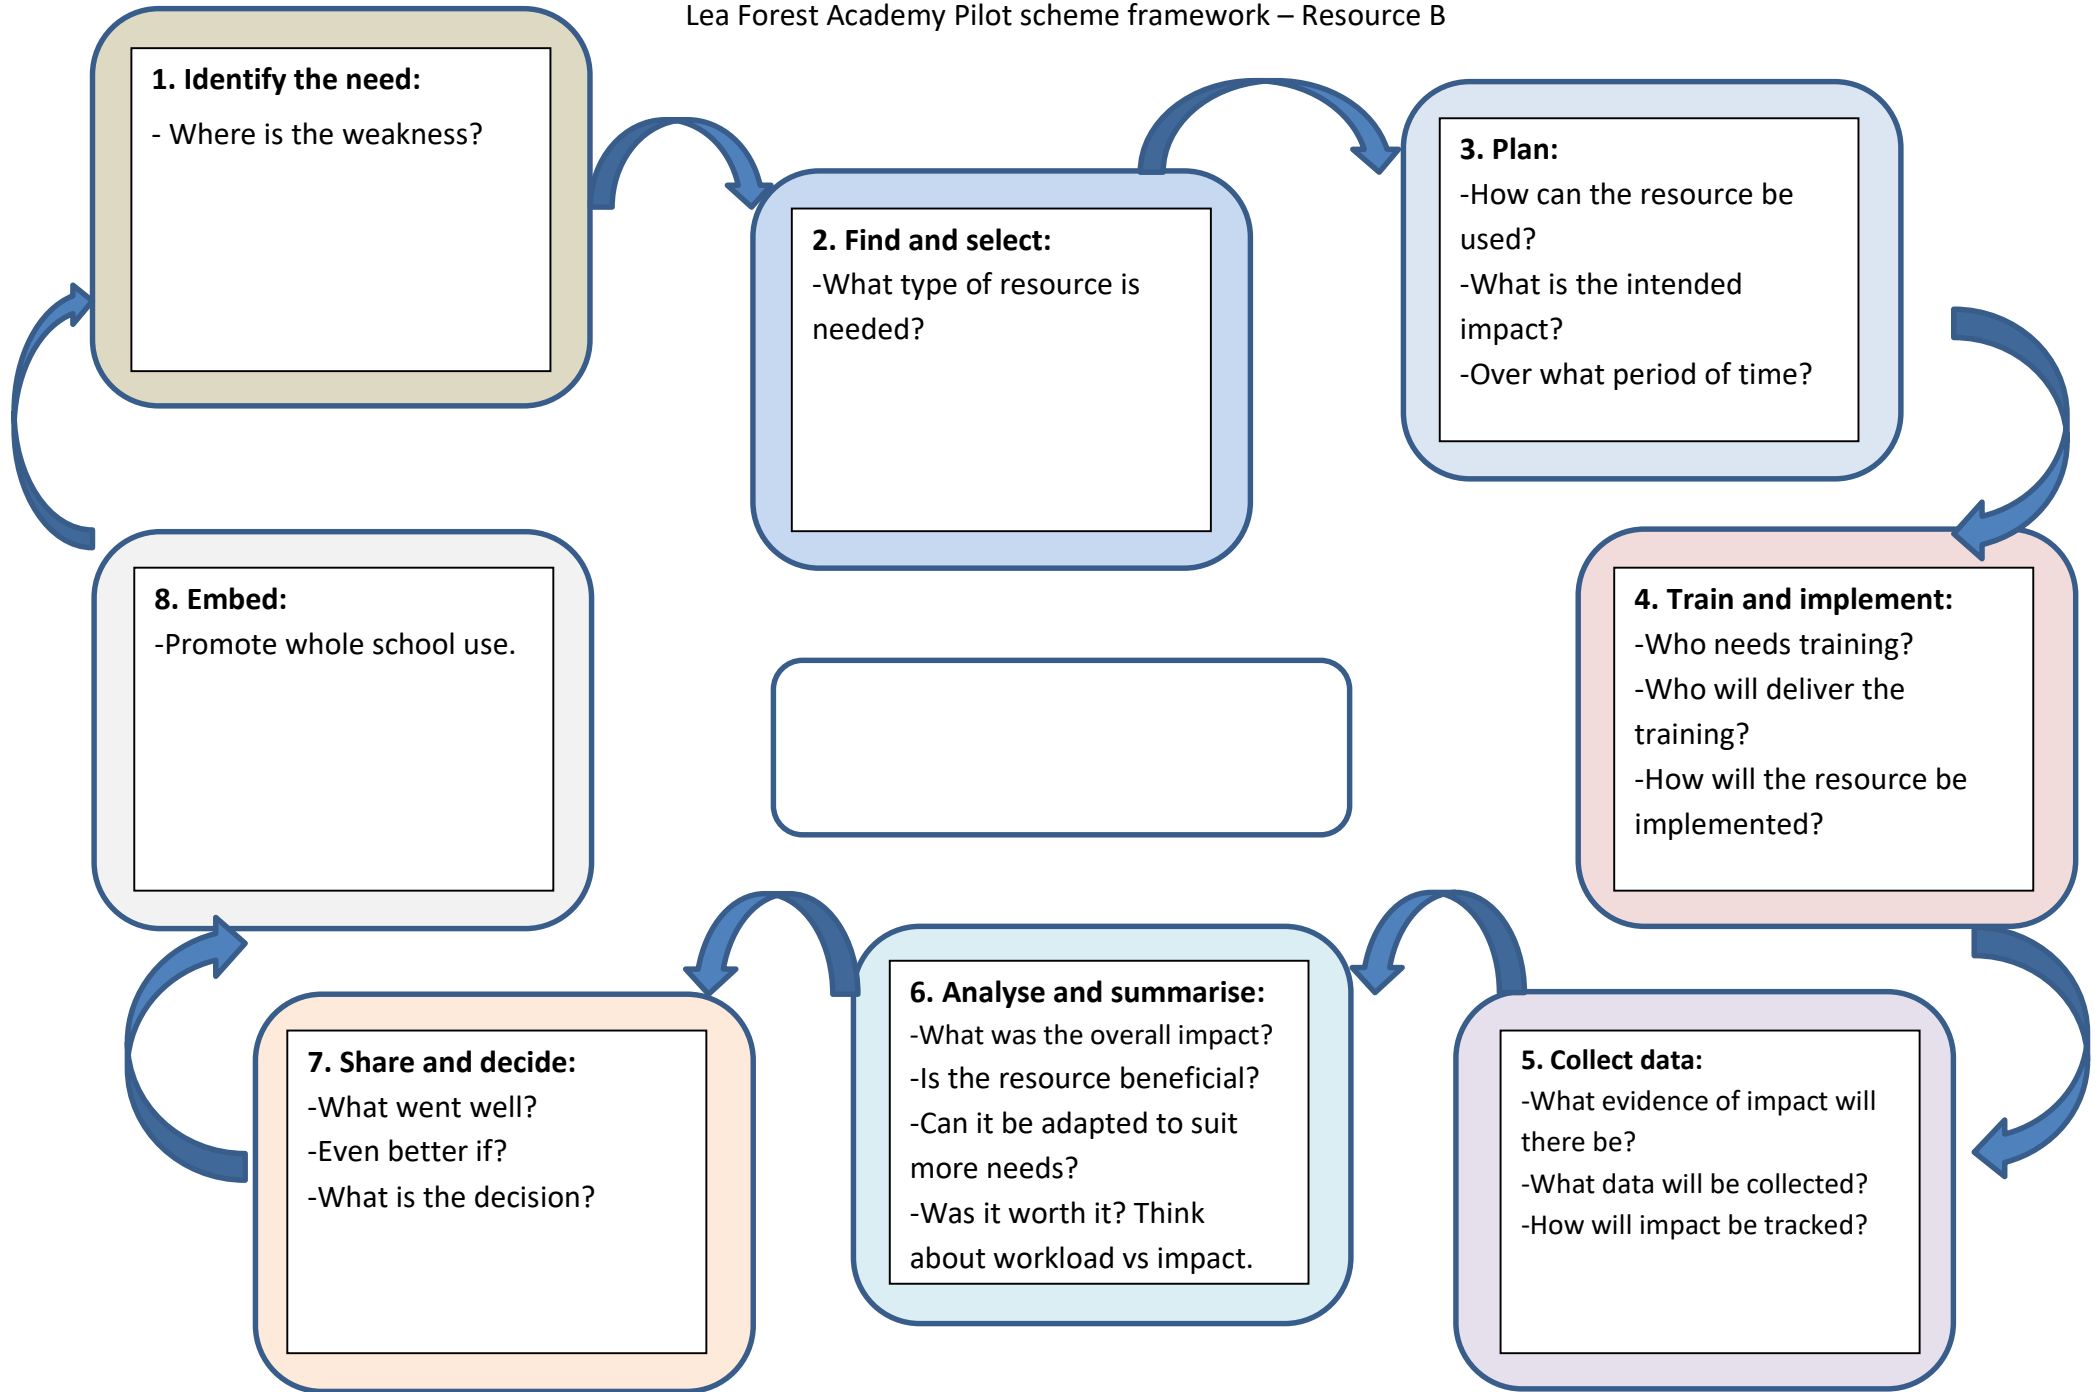 Lea Forest Academy Pilot scheme framework – Resource B
1. Identify the need:
- Where is the weakness?
2. Find and select:
-What type of resource is
needed?
3. Plan:
-How can the resource be
used?
-What is the intended
impact?
-Over what period of time?
4. Train and implement:
-Who needs training?
-Who will deliver the
training?
-How will the resource be
implemented?
5. Collect data:
-What evidence of impact will
there be?
-What data will be collected?
-How will impact be tracked?
6. Analyse and summarise:
-What was the overall impact?
-Is the resource beneficial?
-Can it be adapted to suit
more needs?
-Was it worth it? Think
about workload vs impact.
7. Share and decide:
-What went well?
-Even better if?
-What is the decision?
8. Embed:
-Promote whole school use.